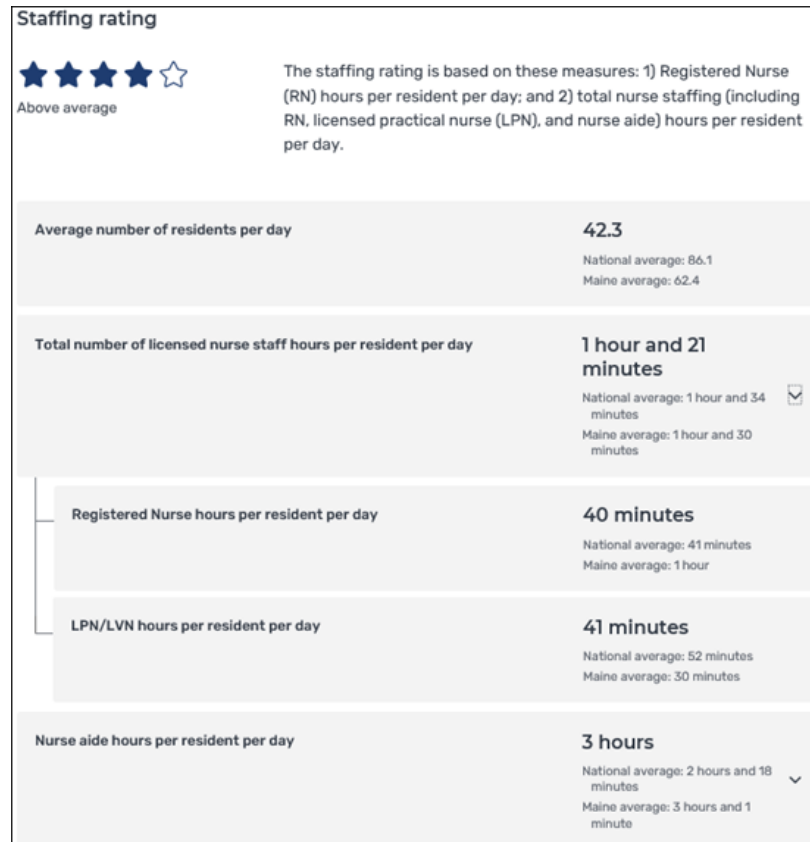 Staffing rating
Above average
The staffing rating is based on these measures: 1) Registered Nurse
(RN) hours per resident per day; and 2) total nurse staffing (including
RN, licensed practical nurse (LPN), and nurse aide) hours per resident
per day.
Average number of residents per day
42.3
National average: 86.1
Maine average: 62.4
Total number of licensed nurse staff hours per resident per day
1 hour and 21
minutes
National average: 1 hour and 34
minutes
Maine average: 1 hour and 30
minutes
Registered Nurse hours per resident per day
40 minutes
National average: 41 minutes
Maine average: 1 hour
LPN/LVN hours per resident per day
41 minutes
National average: 52 minutes
Maine average: 30 minutes
Nurse aide hours per resident per day
3 hours
National average: 2 hours and 18
minutes
Maine average: 3 hours and 1
minute